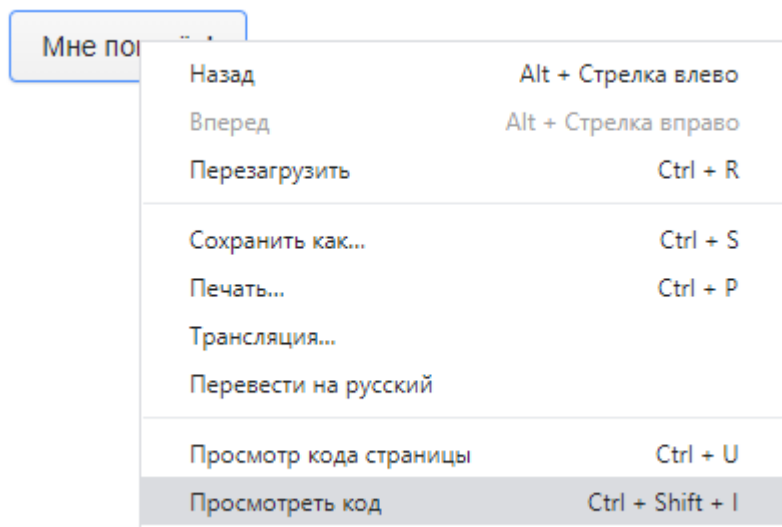 Мне
Назад Alt + Стрелка влево
Вперед Alt + Стрелка вправо
Перезагрузить Ctrl + R
Сохранить как... Ctrl + S
Печать... Ctrl + P
Трансляция...
Перевести на русский
Просмотр кода страницы Ctrl + U
Просмотреть код Ctrl + Shift + I